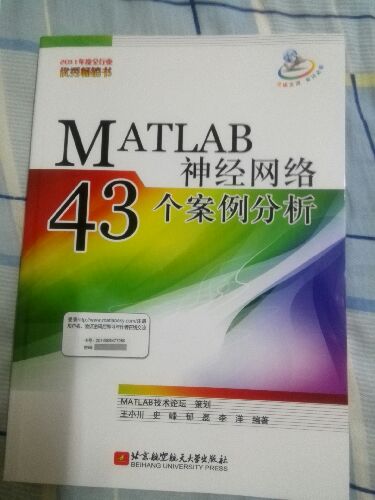 2011年度全行业
优秀畅销书
MATLAB
神经网络
43个案例分析
MATLAB技术论坛 策划
王小川 史峰 郁磊 李洋 编著
北京航空航天大学出版社
BEIHANG UNIVERSITY PRESS